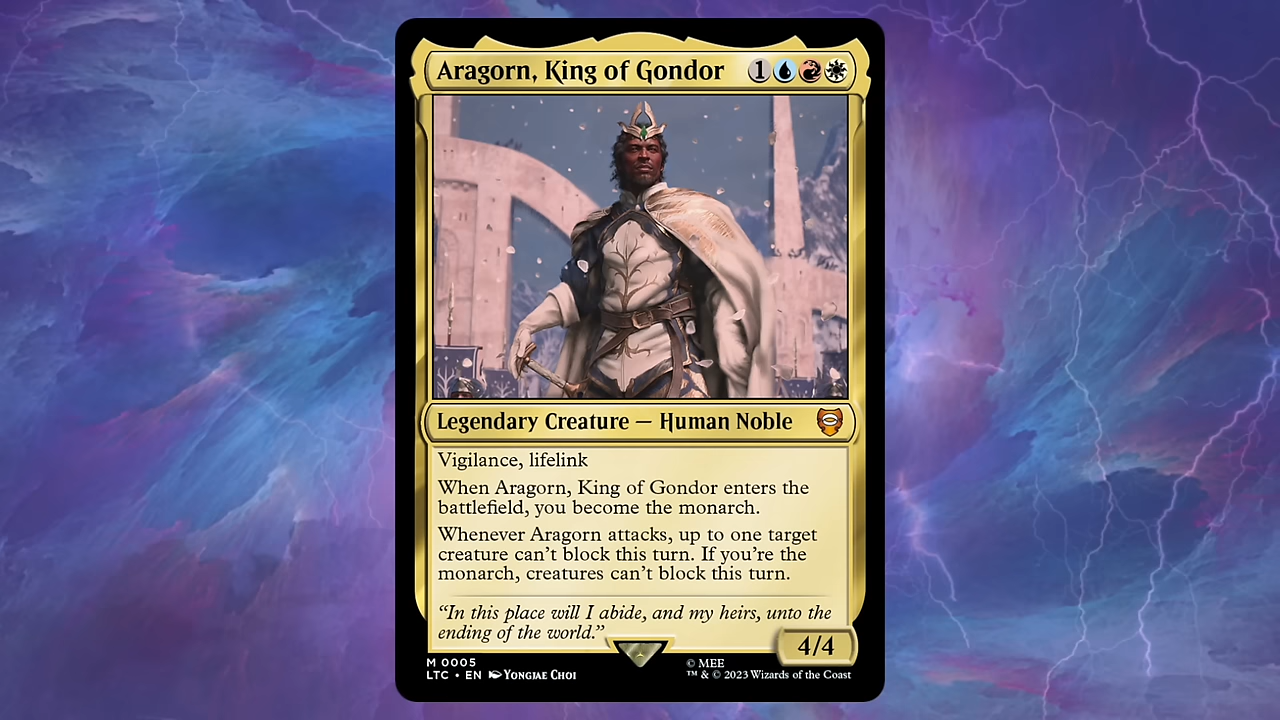 Aragorn, King of Gondor 1
Legendary Creature — Human Noble
Vigilance, lifelink
When Aragorn, King of Gondor enters the
battlefield, you become the monarch.
Whenever Aragorn attacks, up to one target
creature can’t block this turn. If you’re the
monarch, creatures can’t block this turn.
“In this place will I abide, and my heirs, unto the
ending of the world.”
4/4
M 0005
LTC • EN Yongjae Choi
© MEE
™ & © 2023 Wizards of the Coast